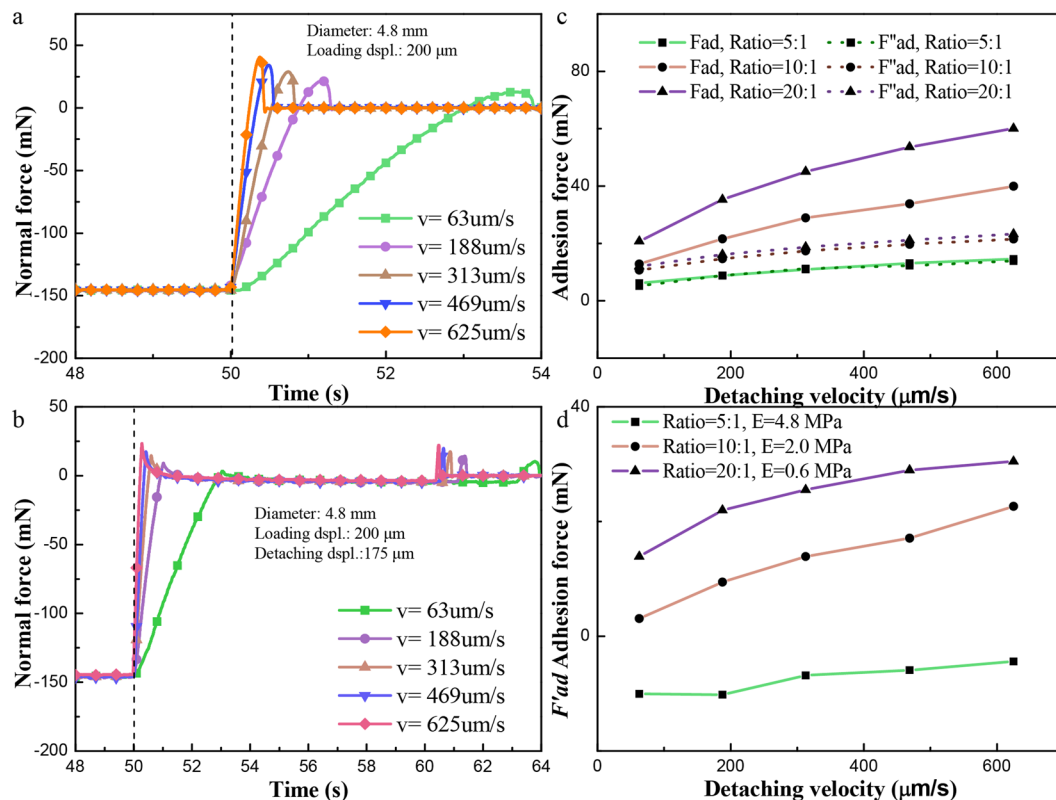 a
Diameter: 4.8 mm
Loading dspl.: 200 μm
50
0
-50
-100
-150
-200
Normal force (mN)
v= 63um/s
v= 188um/s
v= 313um/s
v= 469um/s
v= 625um/s
48
50
52
54
Time (s)
c
Fad, Ratio=5:1
F"ad, Ratio=5:1
Fad, Ratio=10:1
F"ad, Ratio=10:1
Fad, Ratio=20:1
F"ad, Ratio=20:1
80
40
0
Adhesion force (mN)
0
200
400
600
Detaching velocity (μm/s)
b
50
0
-50
-100
-150
-200
Normal force (mN)
Diameter: 4.8 mm
Loading dspl.: 200 μm
Detaching dspl.:175 μm
v= 63um/s
v= 188um/s
v= 313um/s
v= 469um/s
v= 625um/s
48
50
52
54
56
58
60
62
64
Time (s)
d
Ratio=5:1, E=4.8 MPa
Ratio=10:1, E=2.0 MPa
Ratio=20:1, E=0.6 MPa
40
0
F'ad Adhesion force (mN)
0
200
400
600
Detaching velocity (μm/s)